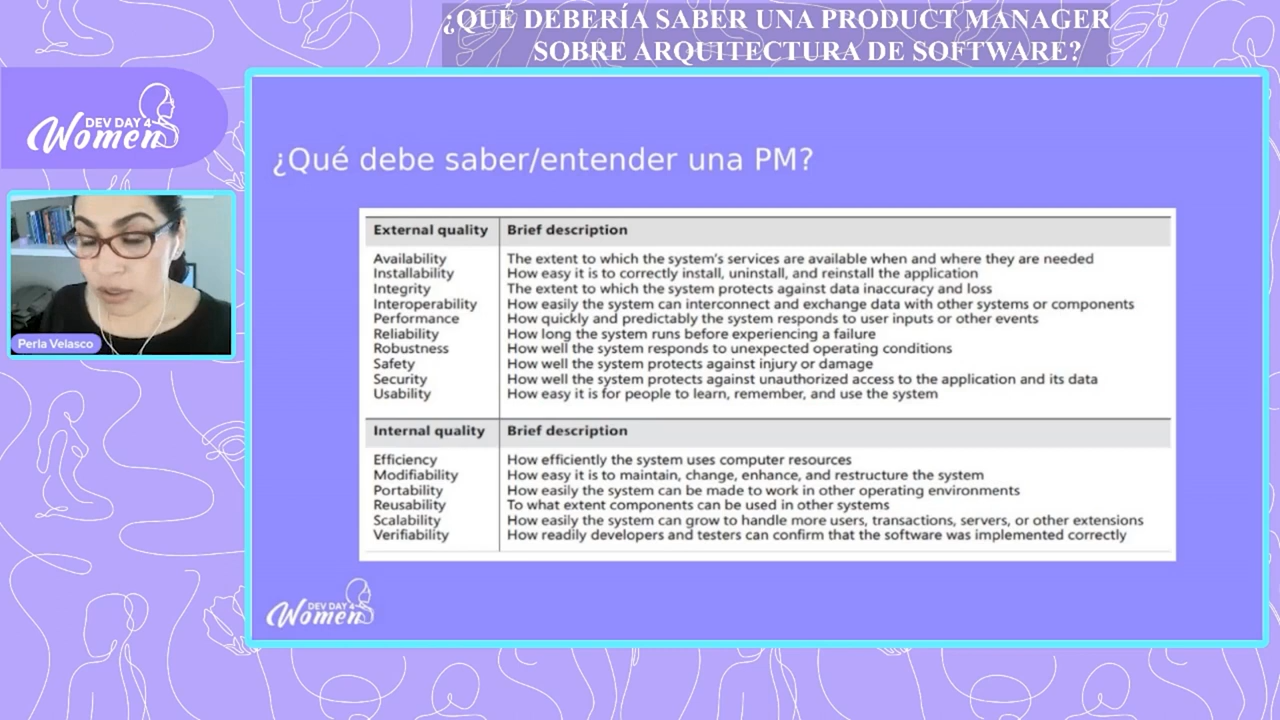 ¿QUÉ DEBERÍA SABER UNA PRODUCT MANAGER
SOBRE ARQUITECTURA DE SOFTWARE?
DEV DAY 4
Women
Perla Velasco
¿Qué debe saber/entender una PM?
External quality Brief description
Availability The extent to which the system's services are available when and where they are needed
Installability How easy it is to correctly install, uninstall, and reinstall the application
Integrity The extent to which the system protects against data inaccuracy and loss
Interoperability How easily the system can interconnect and exchange data with other systems or components
Performance How quickly and predictably the system responds to user inputs or other events
Reliability How long the system runs before experiencing a failure
Robustness How well the system responds to unexpected operating conditions
Safety How well the system protects against injury or damage
Security How well the system protects against unauthorized access to the application and its data
Usability How easy it is for people to learn, remember, and use the system
Internal quality Brief description
Efficiency How efficiently the system uses computer resources
Modifiability How easy it is to maintain, change, enhance, and restructure the system
Portability How easily the system can be made to work in other operating environments
Reusability To what extent components can be used in other systems
Scalability How easily the system can grow to handle more users, transactions, servers, or other extensions
Verifiability How readily developers and testers can confirm that the software was implemented correctly
DEV DAY 4
Women